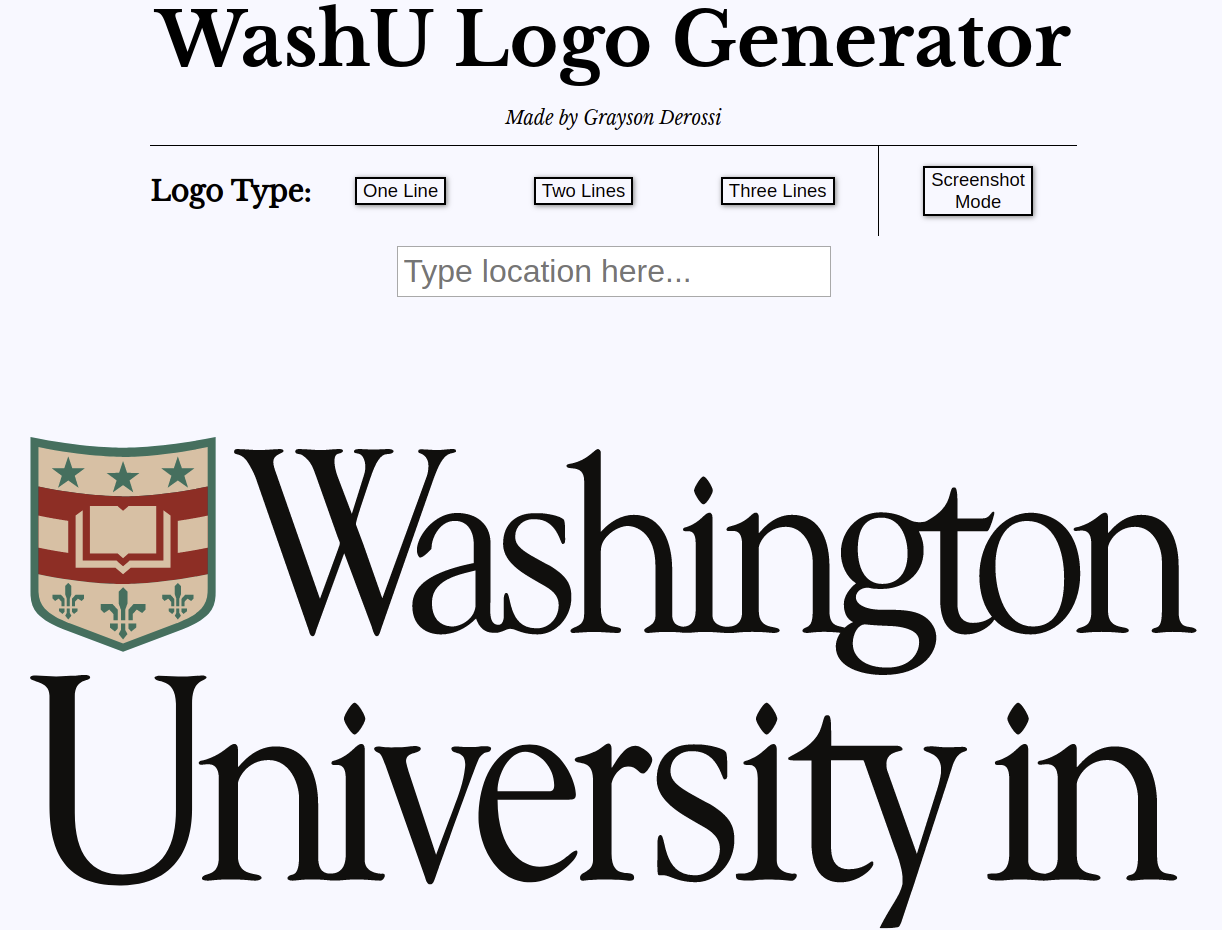 WashU Logo Generator
Made by Grayson Derossi
Logo Type: One Line Two Lines Three Lines Screenshot Mode
Type location here...
Washington
University in